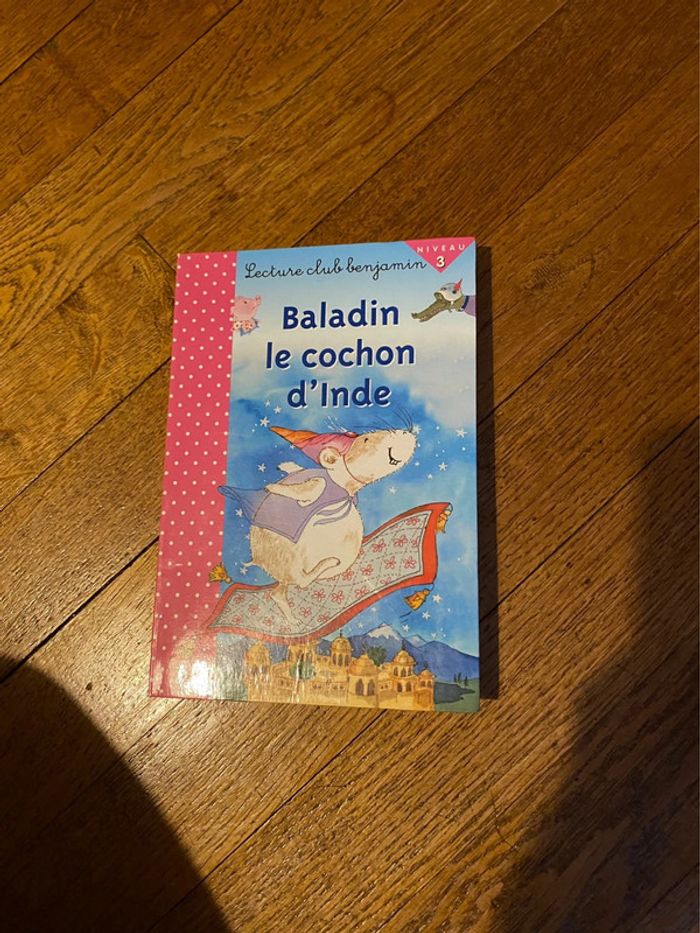 Lecture club benjamin
NIVEAU
3
Baladin
le cochon
d'Inde